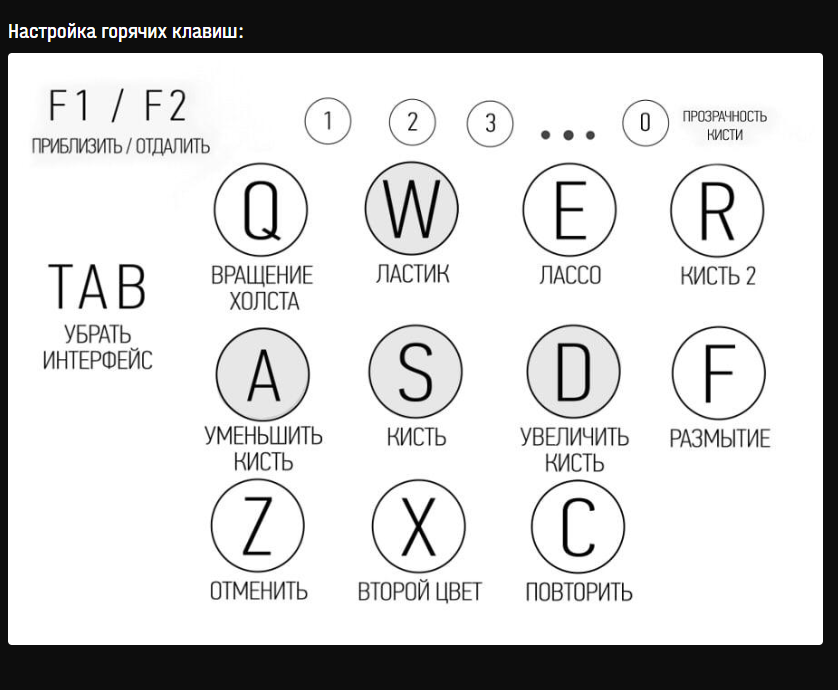 Настройка горячих клавиш:
F1 / F2
ПРИБЛИЗИТЬ / ОТДАЛИТЬ
1 2 3 ... 0
ПРОЗРАЧНОСТЬ
КИСТИ
Q
ВРАЩЕНИЕ
ХОЛСТА
W
ЛАСТИК
E
ЛАССО
R
КИСТЬ 2
TAB
УБРАТЬ
ИНТЕРФЕЙС
A
УМЕНЬШИТЬ
КИСТЬ
S
КИСТЬ
D
УВЕЛИЧИТЬ
КИСТЬ
F
РАЗМЫТИЕ
Z
ОТМЕНИТЬ
X
ВТОРОЙ ЦВЕТ
C
ПОВТОРИТЬ